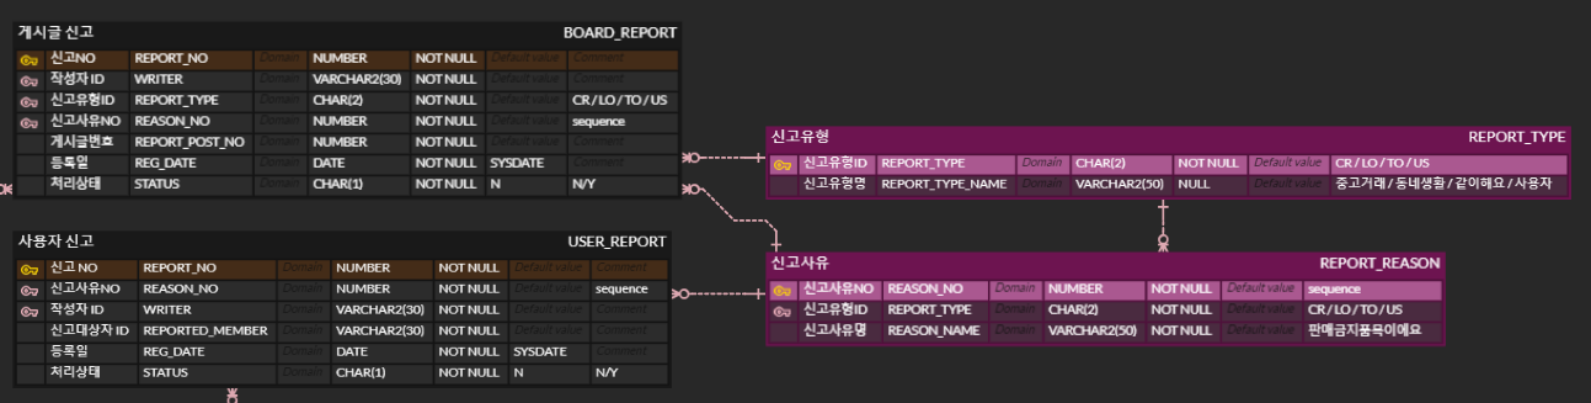 게시글 신고 BOARD_REPORT
신고NO REPORT_NO Domain NUMBER NOT NULL Default value Comment
작성자 ID WRITER Domain VARCHAR2(30) NOT NULL Default value Comment
신고유형ID REPORT_TYPE Domain CHAR(2) NOT NULL Default value CR / LO / TO / US
신고사유NO REASON_NO Domain NUMBER NOT NULL Default value sequence
게시글번호 REPORT_POST_NO Domain NUMBER NOT NULL Default value Comment
등록일 REG_DATE Domain DATE NOT NULL SYSDATE Comment
처리상태 STATUS Domain CHAR(1) NOT NULL N N/Y
신고유형 REPORT_TYPE
신고유형ID REPORT_TYPE Domain CHAR(2) NOT NULL Default value CR / LO / TO / US
신고유형명 REPORT_TYPE_NAME Domain VARCHAR2(50) NULL Default value 중고거래 / 동네생활 / 같이해요 / 사용자
사용자 신고 USER_REPORT
신고 NO REPORT_NO Domain NUMBER NOT NULL Default value Comment
신고사유NO REASON_NO Domain NUMBER NOT NULL Default value sequence
작성자 ID WRITER Domain VARCHAR2(30) NOT NULL Default value Comment
신고대상자 ID REPORTED_MEMBER Domain VARCHAR2(30) NOT NULL Default value Comment
등록일 REG_DATE Domain DATE NOT NULL SYSDATE Comment
처리상태 STATUS Domain CHAR(1) NOT NULL N N/Y
신고사유 REPORT_REASON
신고사유NO REASON_NO Domain NUMBER NOT NULL Default value sequence
신고유형ID REPORT_TYPE Domain CHAR(2) NOT NULL Default value CR / LO / TO / US
신고사유명 REASON_NAME Domain VARCHAR2(50) NOT NULL Default value 판매금지품목이에요